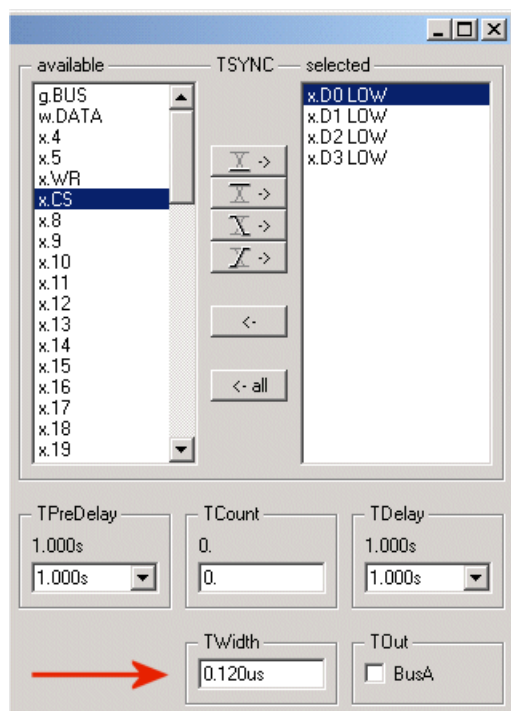 available
TSYNC
selected
g.BUS
w.DATA
x.4
x.5
x.WR
x.CS
x.8
x.9
x.10
x.11
x.12
x.13
x.14
x.15
x.16
x.17
x.18
x.19
->
->
->
->
<-
<- all
x.D0 LOW
x.D1 LOW
x.D2 LOW
x.D3 LOW
TPreDelay
1.000s
1.000s
TCount
0.
0.
TDelay
1.000s
1.000s
TWidth
0.120us
TOut
BusA